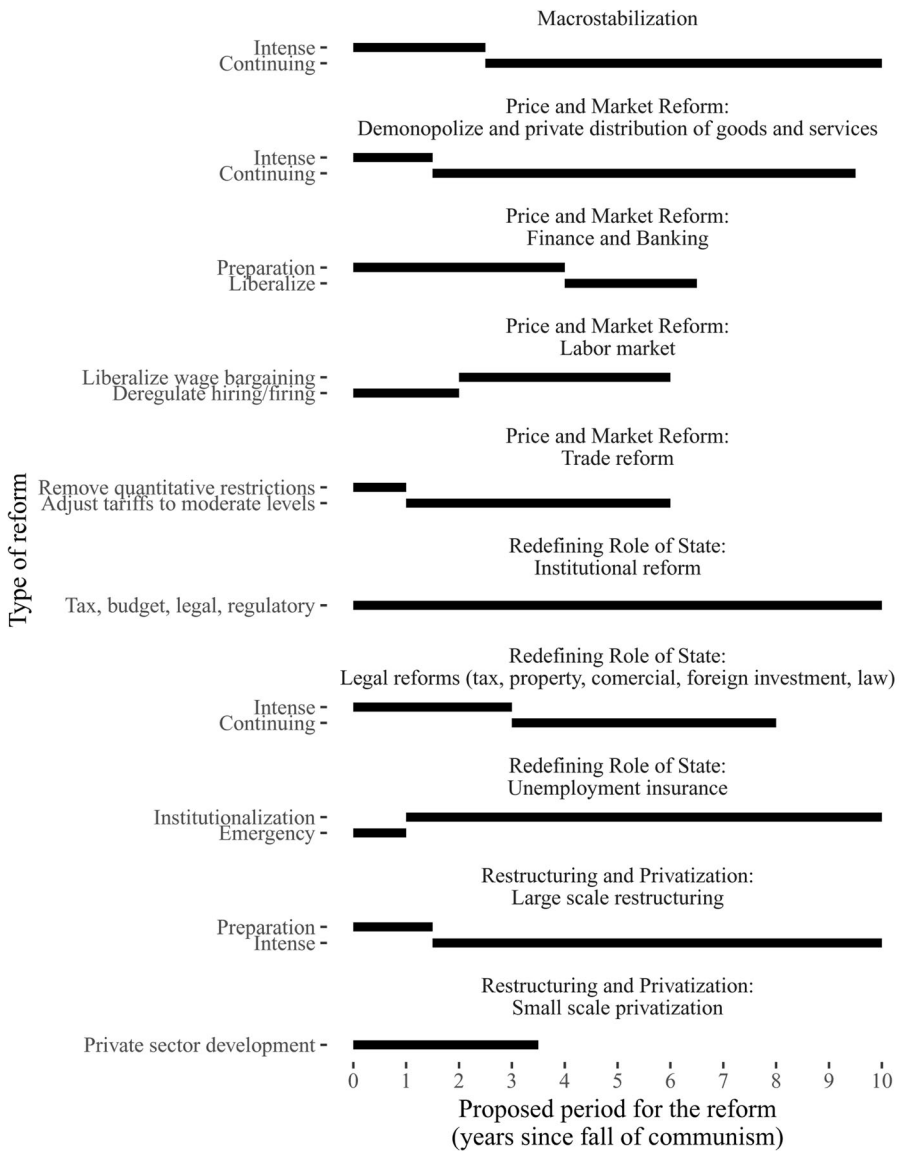 Macrostabilization
Intense
Continuing
Price and Market Reform:
Demonopolize and private distribution of goods and services
Intense
Continuing
Price and Market Reform:
Finance and Banking
Preparation
Liberalize
Price and Market Reform:
Labor market
Liberalize wage bargaining
Deregulate hiring/firing
Price and Market Reform:
Trade reform
Remove quantitative restrictions
Adjust tariffs to moderate levels
Redefining Role of State:
Institutional reform
Tax, budget, legal, regulatory
Redefining Role of State:
Legal reforms (tax, property, comercial, foreign investment, law)
Intense
Continuing
Redefining Role of State:
Unemployment insurance
Institutionalization
Emergency
Restructuring and Privatization:
Large scale restructuring
Preparation
Intense
Restructuring and Privatization:
Small scale privatization
Private sector development
0 1 2 3 4 5 6 7 8 9 10
Proposed period for the reform
(years since fall of communism)
Type of reform